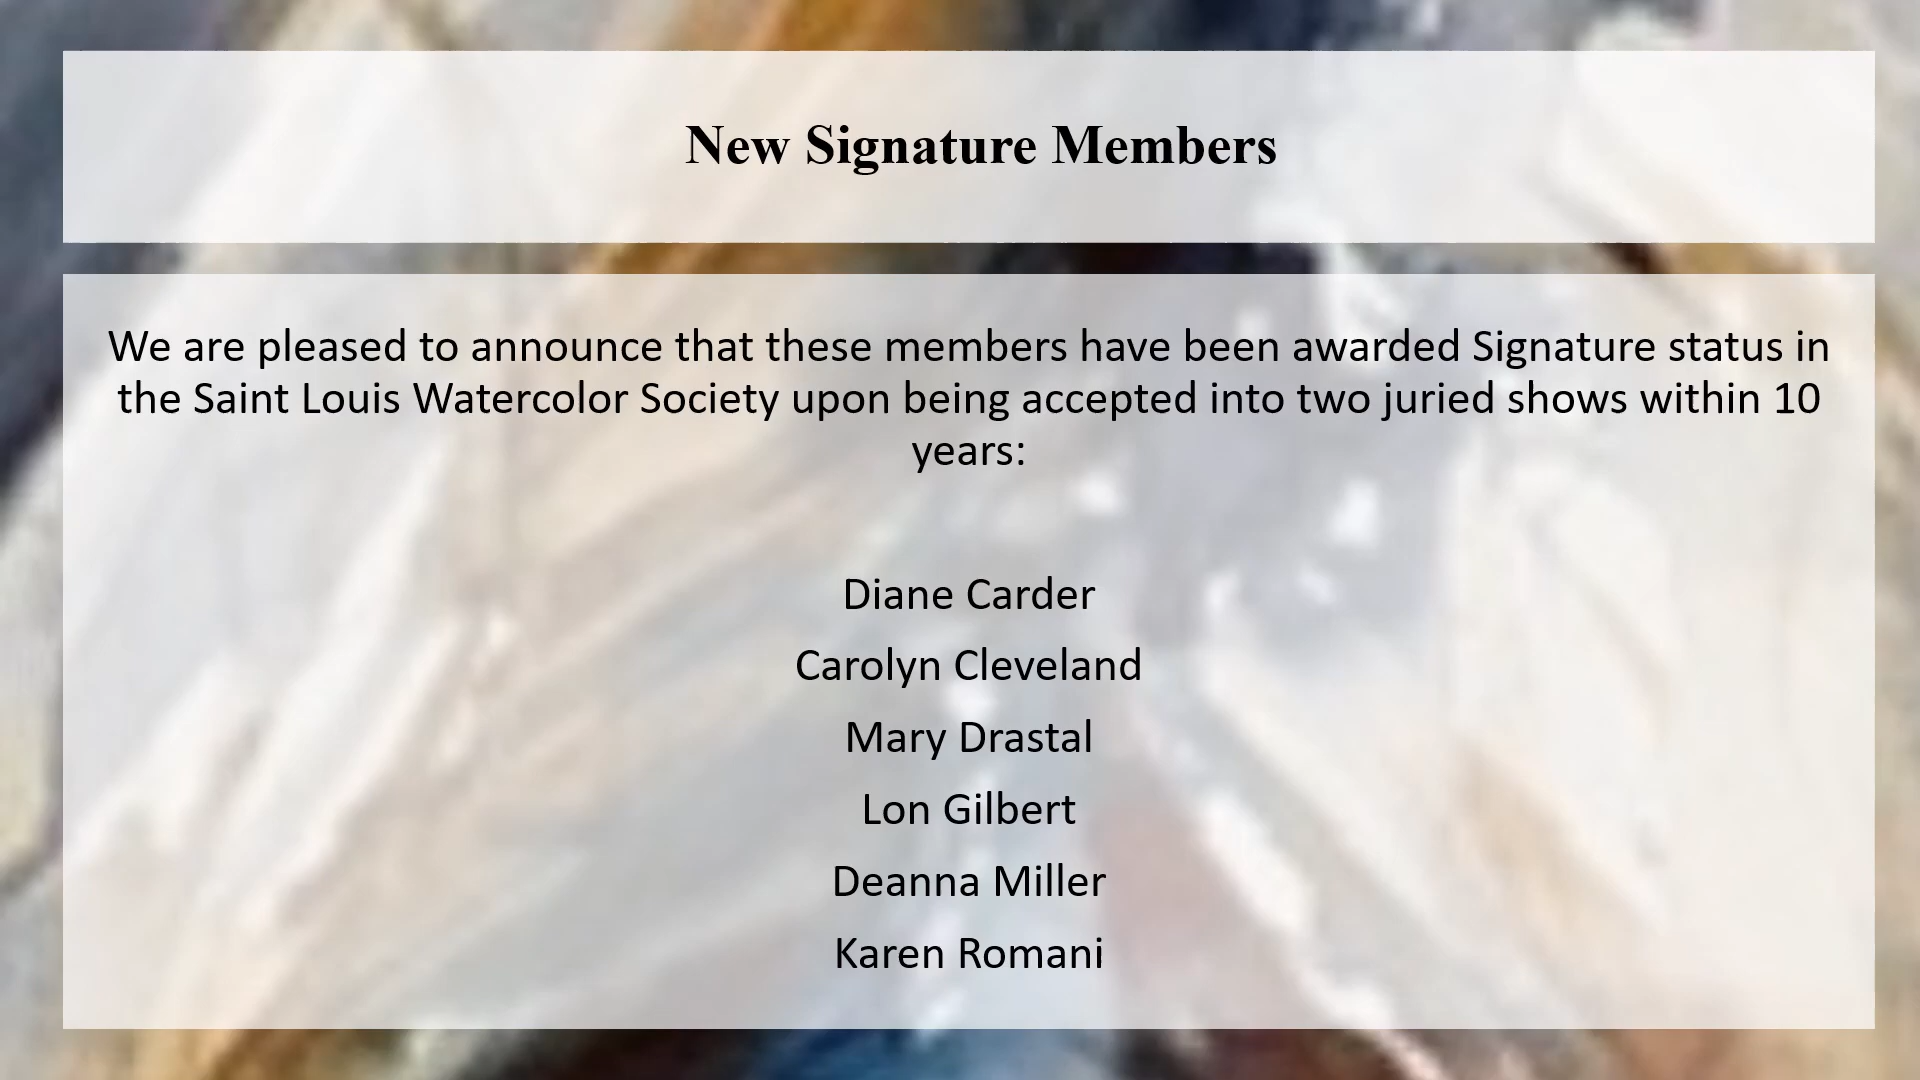 New Signature Members
We are pleased to announce that these members have been awarded Signature status in
the Saint Louis Watercolor Society upon being accepted into two juried shows within 10
years:
Diane Carder
Carolyn Cleveland
Mary Drastal
Lon Gilbert
Deanna Miller
Karen Romani